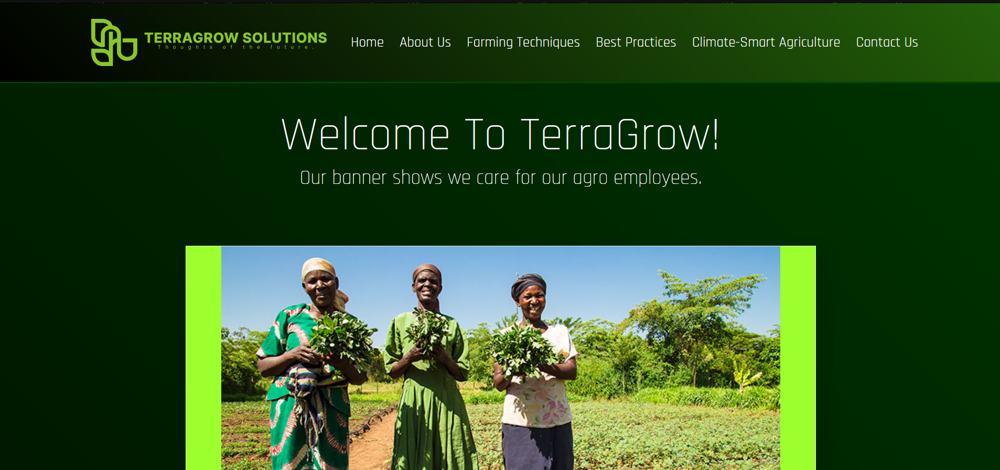 TERRAGROW SOLUTIONS
Thoughts of the future.
Home About Us Farming Techniques Best Practices Climate-Smart Agriculture Contact Us
Welcome To TerraGrow!
Our banner shows we care for our agro employees.